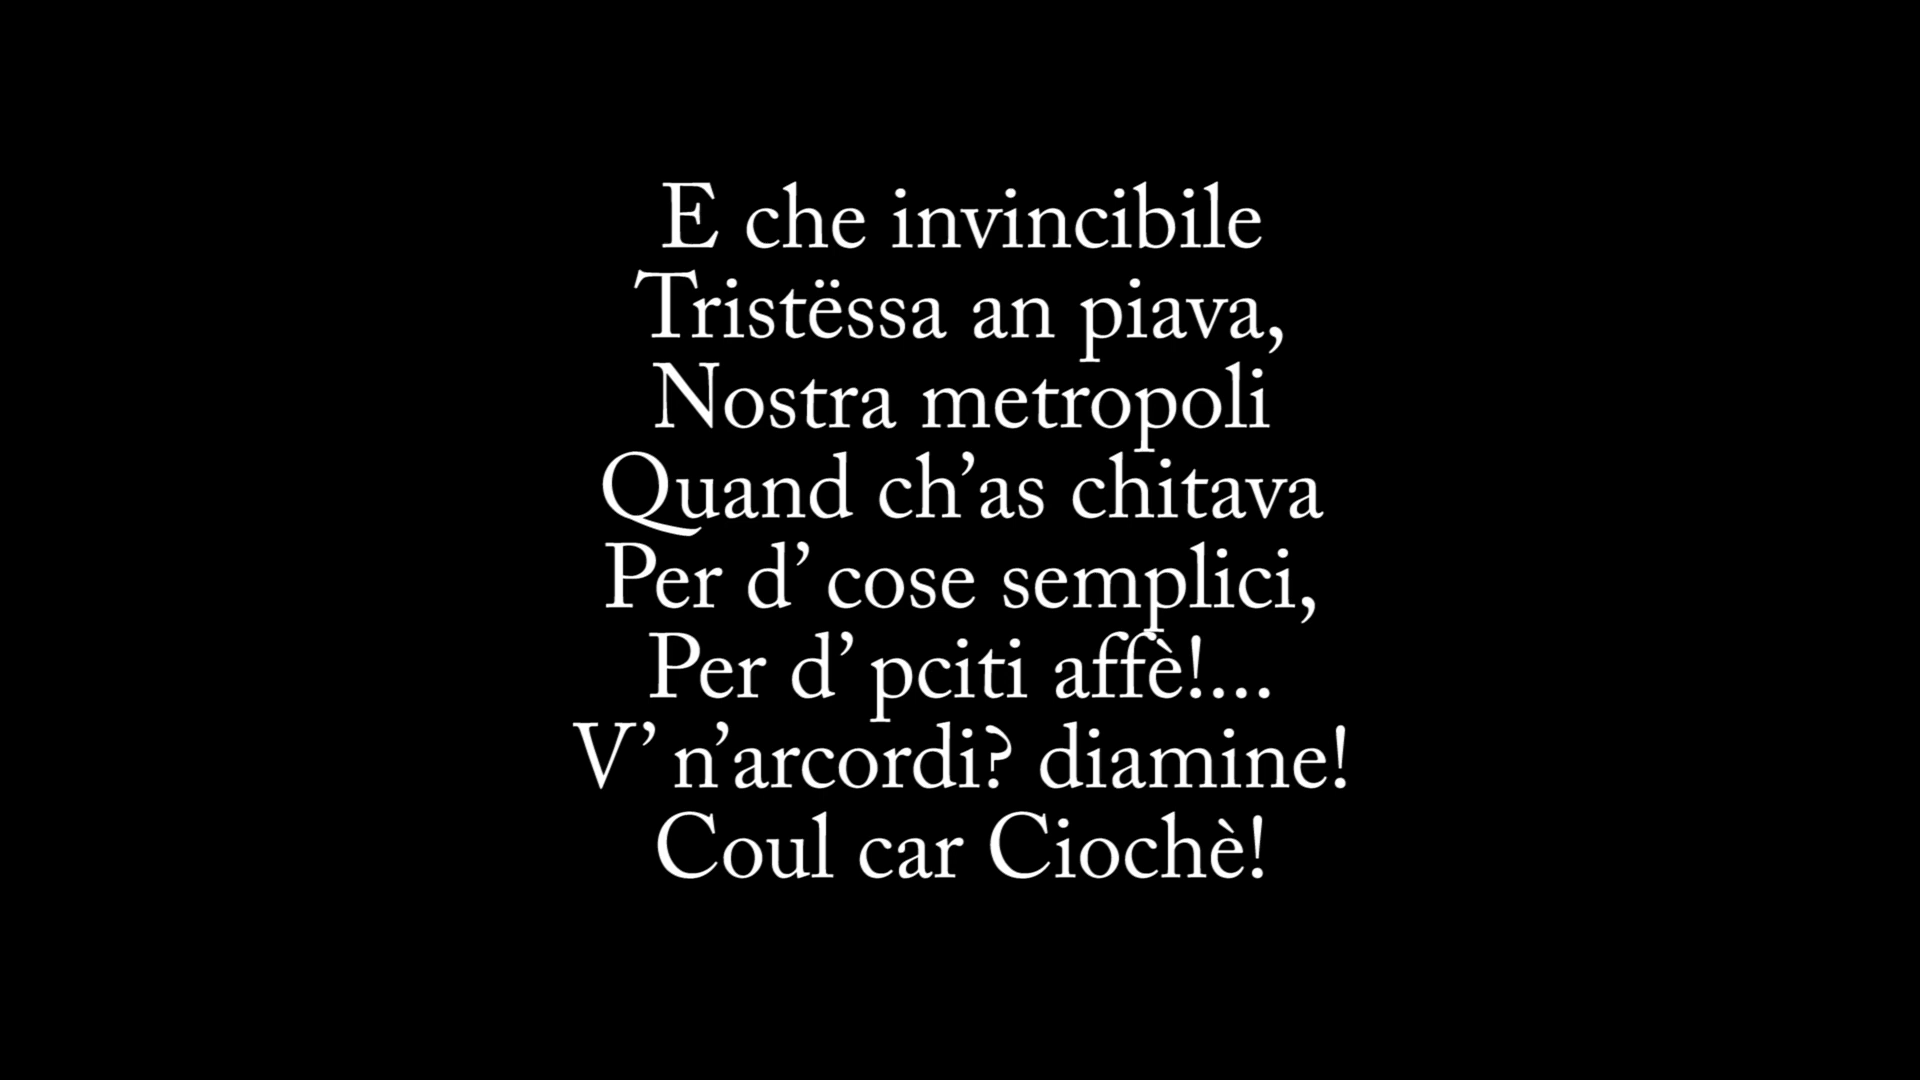 E che invincibile
Tristëssa an piava,
Nostra metropoli
Quand ch’as chitava
Per d’ cose semplici,
Per d’ pciti affè!...
V’ n’arcordi? diamine!
Coul car Ciochè!